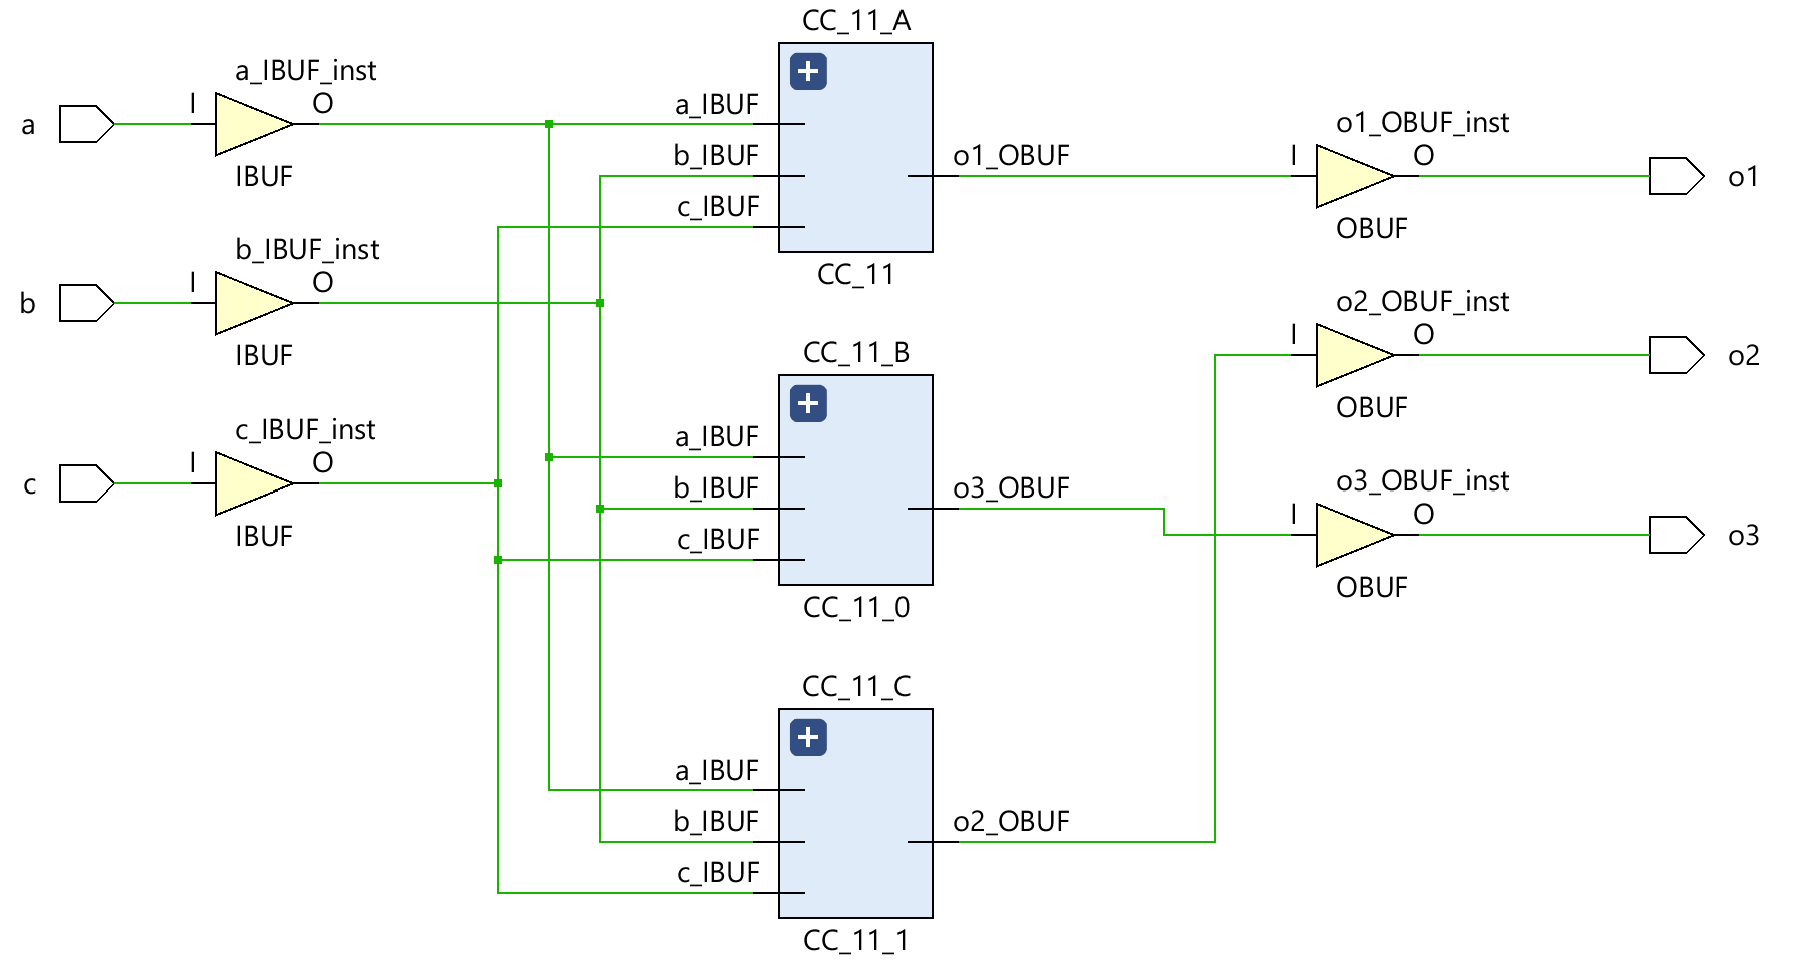 CC_11_A
a_IBUF_inst
I
O
a_IBUF
a
IBUF
b_IBUF
o1_OBUF
c_IBUF
CC_11
o1_OBUF_inst
I
O
o1
OBUF
b_IBUF_inst
I
O
b
IBUF
o2_OBUF_inst
I
O
o2
OBUF
CC_11_B
a_IBUF
b_IBUF
o3_OBUF
c_IBUF
CC_11_0
c_IBUF_inst
I
O
c
IBUF
o3_OBUF_inst
I
O
o3
OBUF
CC_11_C
a_IBUF
b_IBUF
o2_OBUF
c_IBUF
CC_11_1